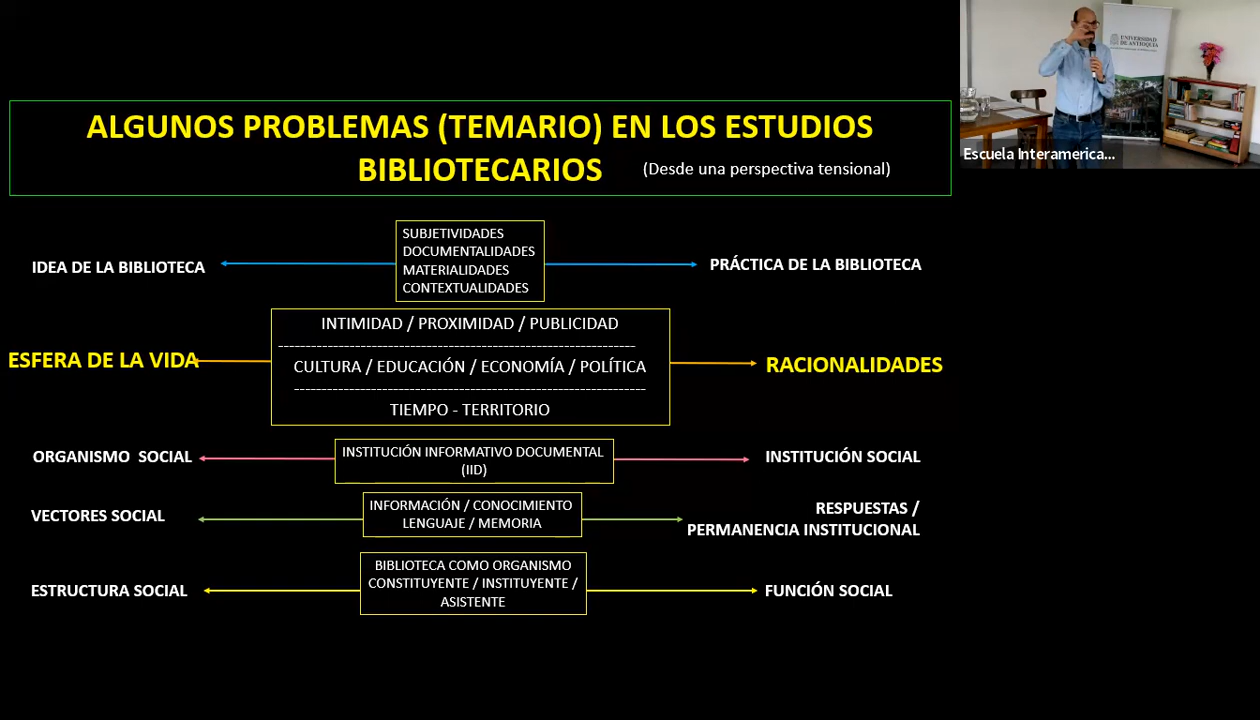 ALGUNOS PROBLEMAS (TEMARIO) EN LOS ESTUDIOS
BIBLIOTECARIOS (Desde una perspectiva tensional)
UNIVERSIDAD
DE ANTIOQUIA
Escuela Interamerica...
IDEA DE LA BIBLIOTECA
SUBJETIVIDADES
DOCUMENTALIDADES
MATERIALIDADES
CONTEXTUALIDADES
PRÁCTICA DE LA BIBLIOTECA
ESFERA DE LA VIDA
INTIMIDAD / PROXIMIDAD / PUBLICIDAD
CULTURA / EDUCACIÓN / ECONOMÍA / POLÍTICA
TIEMPO - TERRITORIO
RACIONALIDADES
ORGANISMO SOCIAL
INSTITUCIÓN INFORMATIVO DOCUMENTAL
(IID)
INSTITUCIÓN SOCIAL
VECTORES SOCIAL
INFORMACIÓN / CONOCIMIENTO
LENGUAJE / MEMORIA
RESPUESTAS /
PERMANENCIA INSTITUCIONAL
ESTRUCTURA SOCIAL
BIBLIOTECA COMO ORGANISMO
CONSTITUYENTE / INSTITUYENTE /
ASISTENTE
FUNCIÓN SOCIAL